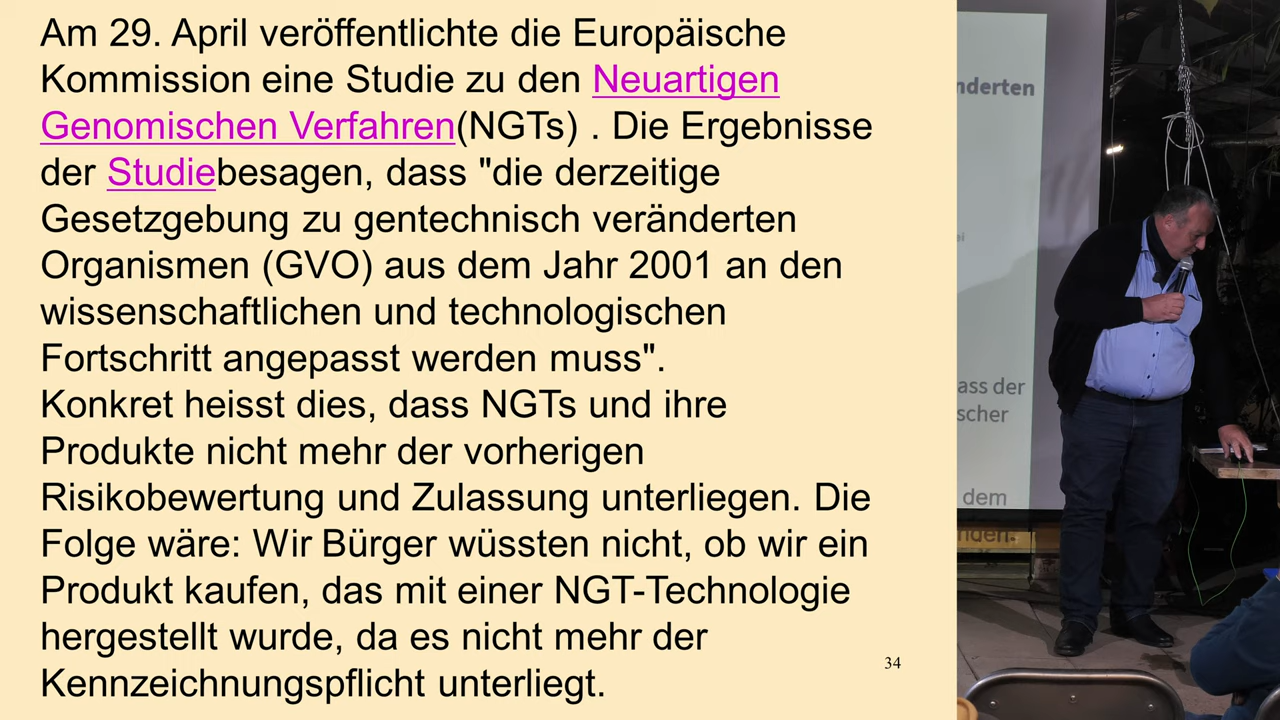 Am 29. April veröffentlichte die Europäische
Kommission eine Studie zu den Neuartigen
Genomischen Verfahren(NGTs) . Die Ergebnisse
der Studiebesagen, dass "die derzeitige
Gesetzgebung zu gentechnisch veränderten
Organismen (GVO) aus dem Jahr 2001 an den
wissenschaftlichen und technologischen
Fortschritt angepasst werden muss".
Konkret heisst dies, dass NGTs und ihre
Produkte nicht mehr der vorherigen
Risikobewertung und Zulassung unterliegen. Die
Folge wäre: Wir Bürger wüssten nicht, ob wir ein
Produkt kaufen, das mit einer NGT-Technologie
hergestellt wurde, da es nicht mehr der
Kennzeichnungspflicht unterliegt.
34
nderten
ass der
scher
dem
nden.